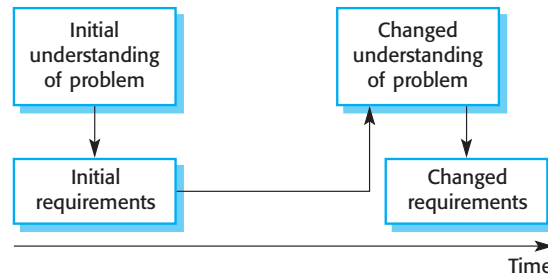 Initial
understanding
of problem
Changed
understanding
of problem
Initial
requirements
Changed
requirements
Time